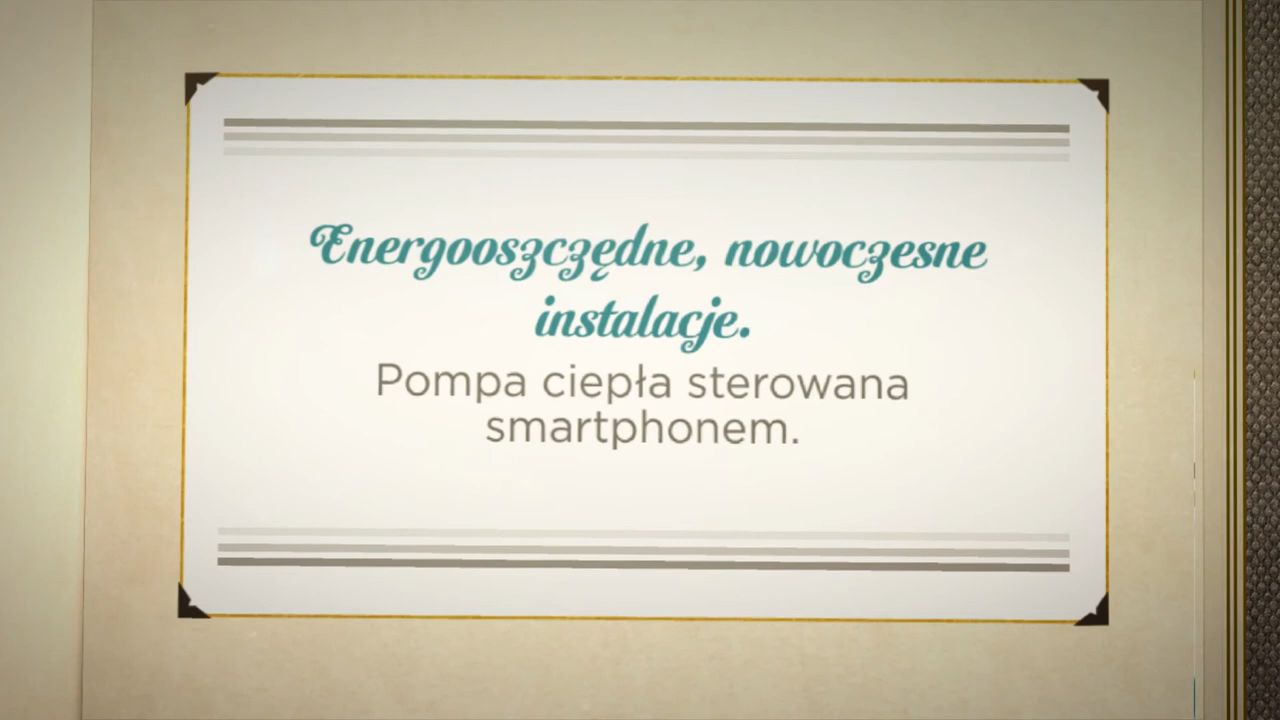 Energooszczędne, nowoczesne
instalacje.
Pompa ciepła sterowana
smartphonem.